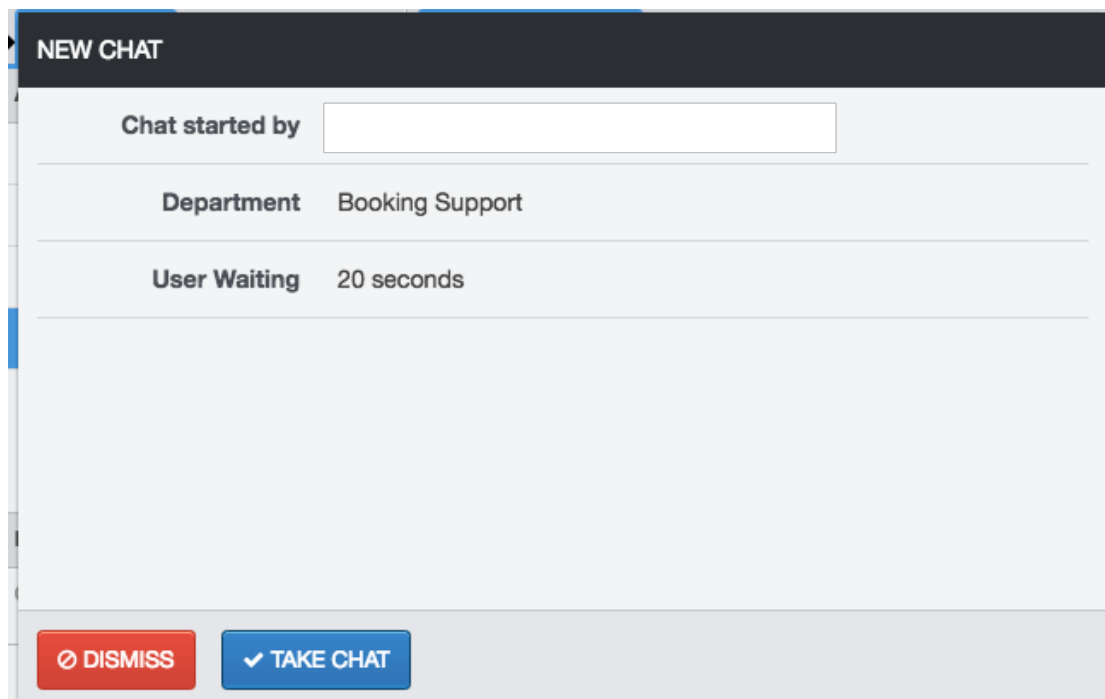 NEW CHAT
Chat started by
Department Booking Support
User Waiting 20 seconds
DISMISS
TAKE CHAT